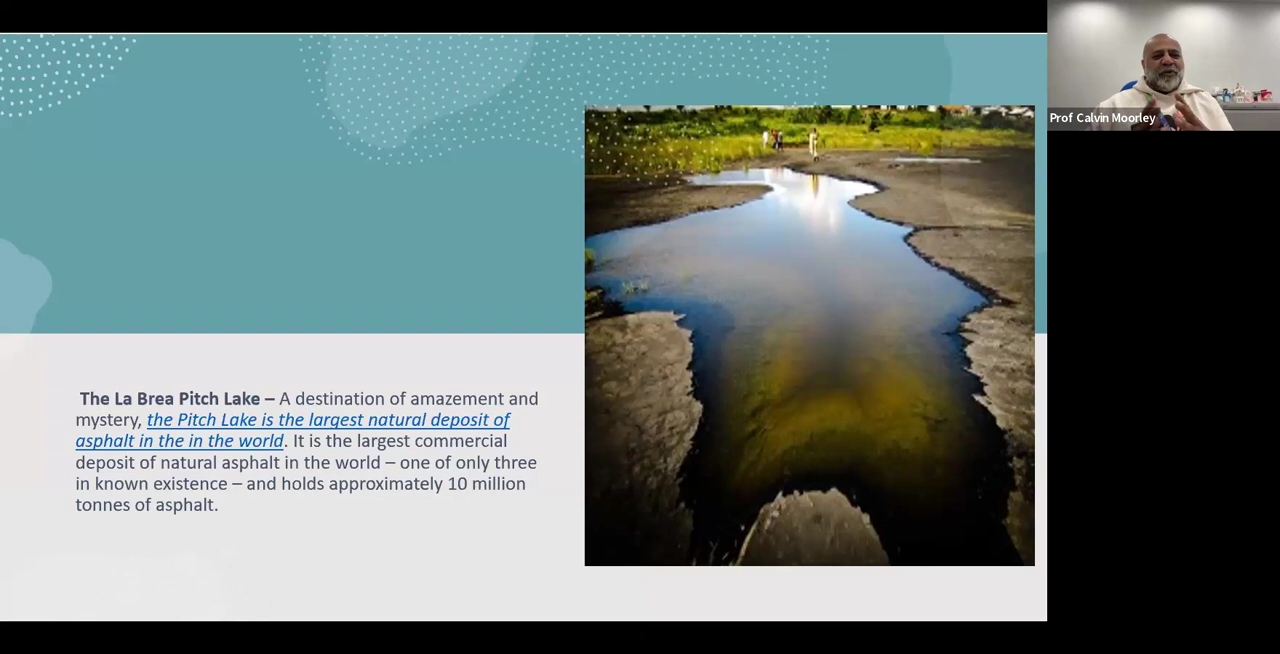 The La Brea Pitch Lake – A destination of amazement and
mystery, the Pitch Lake is the largest natural deposit of
asphalt in the in the world. It is the largest commercial
deposit of natural asphalt in the world – one of only three
in known existence – and holds approximately 10 million
tonnes of asphalt.
Prof Calvin Moorley